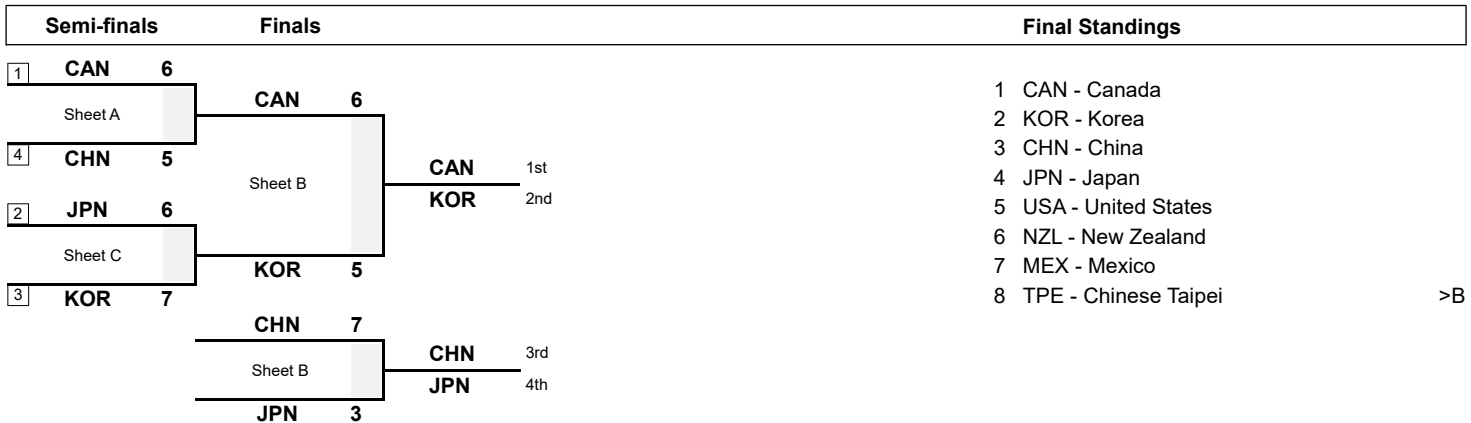 Semi-finals Finals Final Standings
1 CAN 6
Sheet A
4 CHN 5
2 JPN 6
Sheet C
3 KOR 7
CAN 6
Sheet B
KOR 5
CAN 1st
KOR 2nd
CHN 7
Sheet B
JPN 3
CHN 3rd
JPN 4th
1 CAN - Canada
2 KOR - Korea
3 CHN - China
4 JPN - Japan
5 USA - United States
6 NZL - New Zealand
7 MEX - Mexico
8 TPE - Chinese Taipei >B